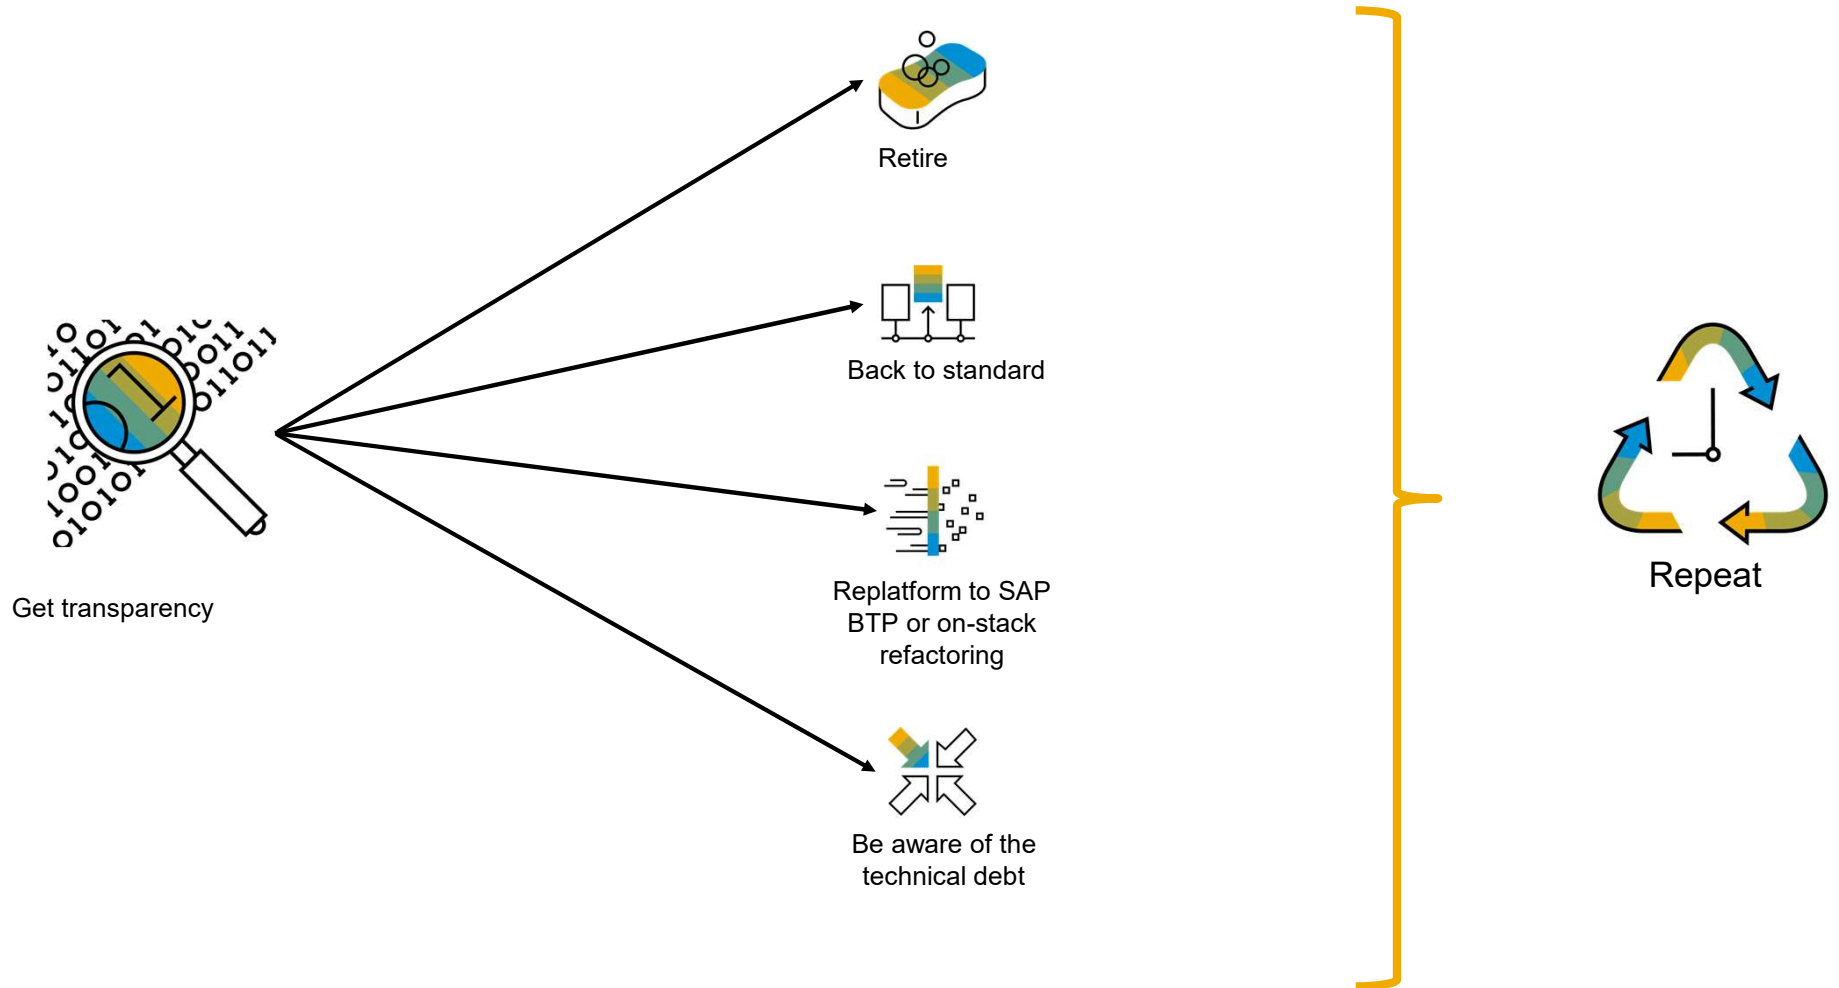 Retire
Back to standard
Get transparency
Replatform to SAP
BTP or on-stack
refactoring
Be aware of the
technical debt
Repeat